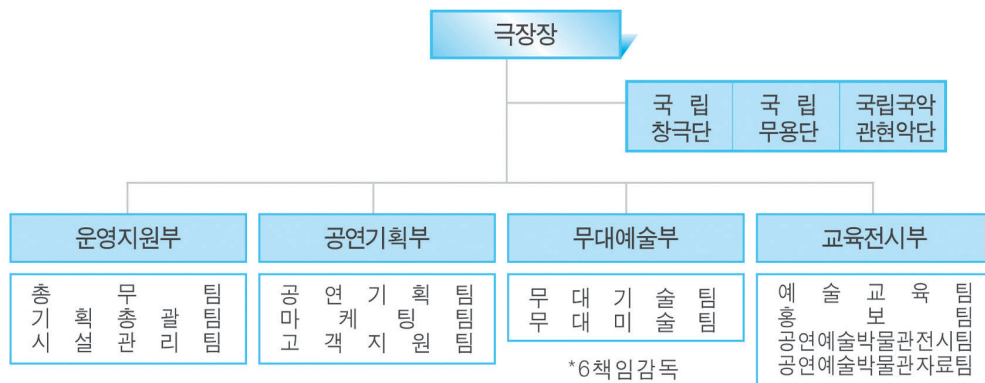 극장장
국립 창극단
국립 무용단
국립국악 관현악단
운영지원부
총무팀
기획총괄팀
시설관리팀
공연기획부
공연기획팀
마케팅팀
고객지원팀
무대예술부
무대기술팀
무대미술팀
*6책임감독
교육전시부
예술교육팀
홍보팀
공연예술박물관전시팀
공연예술박물관자료팀